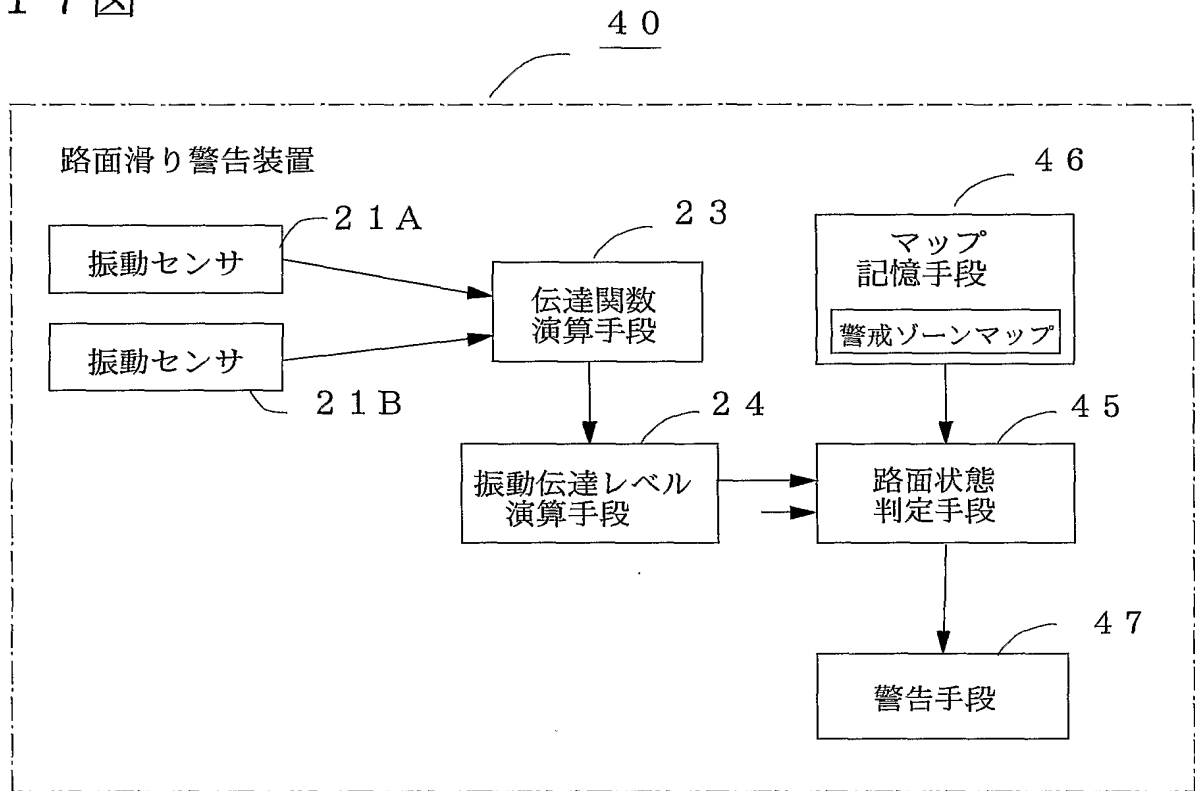 １７図
４０
路面滑り警告装置
４６
２１Ａ
２３
振動センサ
マップ
記憶手段
伝達関数
演算手段
警戒ゾーンマップ
振動センサ
２１Ｂ
２４
４５
振動伝達レベル
演算手段
路面状態
判定手段
４７
警告手段